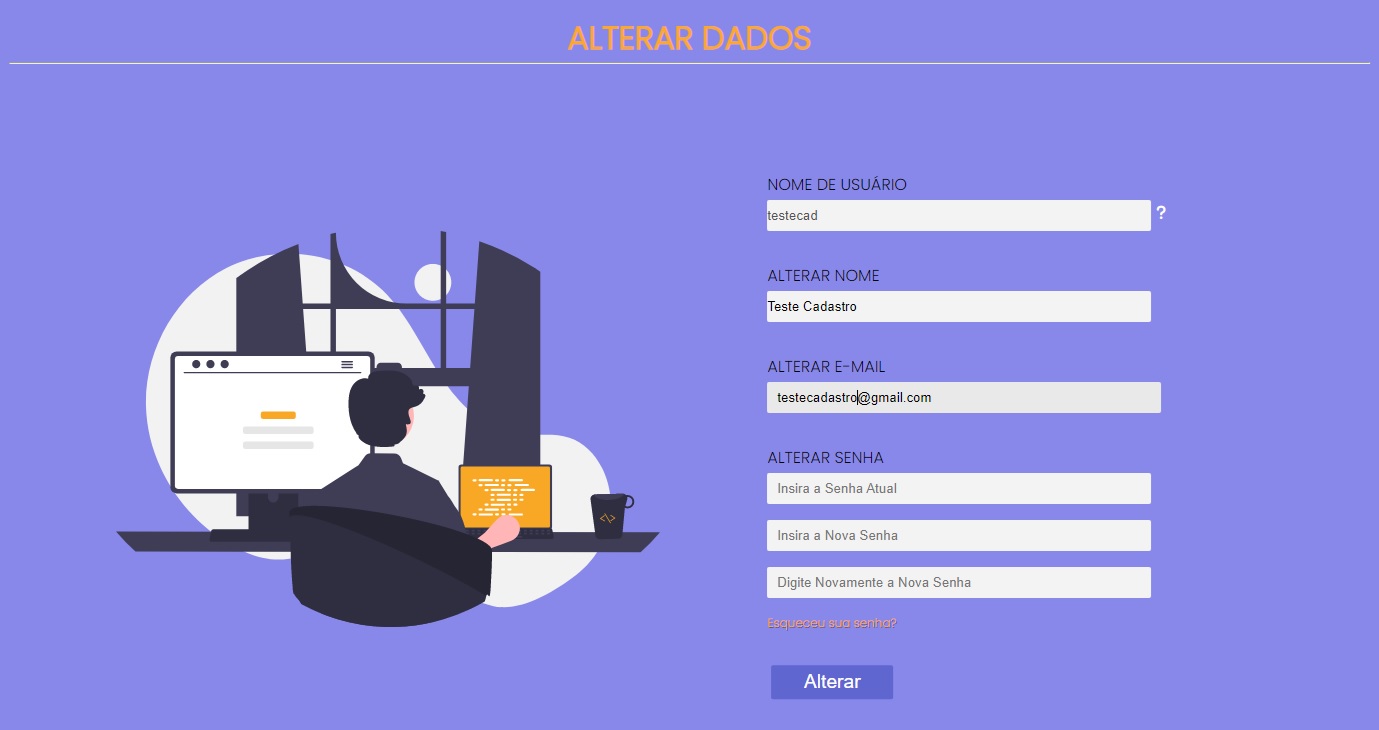 ALTERAR DADOS
NOME DE USUÁRIO
testecad ?
ALTERAR NOME
Teste Cadastro
ALTERAR E-MAIL
testecadastro@gmail.com
ALTERAR SENHA
Insira a Senha Atual
Insira a Nova Senha
Digite Novamente a Nova Senha
Esqueceu sua senha?
Alterar